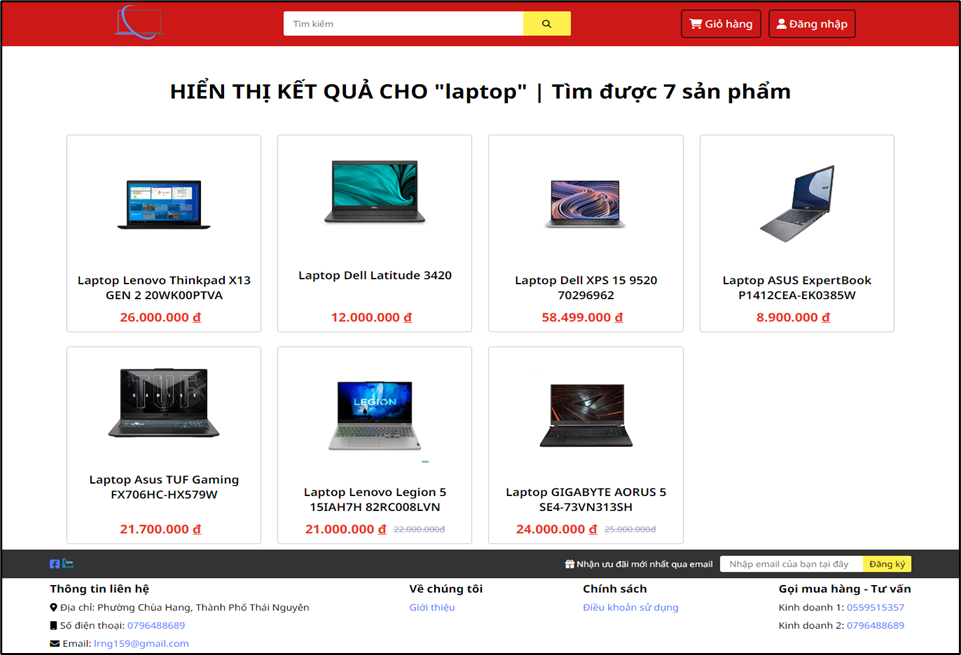 Tìm kiếm
Giỏ hàng
Đăng nhập
HIỂN THỊ KẾT QUẢ CHO "laptop" | Tìm được 7 sản phẩm
Laptop Lenovo Thinkpad X13
GEN 2 20WK00PTVA
26.000.000 đ
Laptop Dell Latitude 3420
12.000.000 đ
Laptop Dell XPS 15 9520
70296962
58.499.000 đ
Laptop ASUS ExpertBook
P1412CEA-EK0385W
8.900.000 đ
TUF
GAMING
Laptop Asus TUF Gaming
FX706HC-HX579W
21.700.000 đ
LEGION
Laptop Lenovo Legion 5
15IAH7H 82RC008LVN
21.000.000 đ 22.000.000đ
Laptop GIGABYTE AORUS 5
SE4-73VN313SH
24.000.000 đ 25.000.000đ
Nhận ưu đãi mới nhất qua email
Nhập email của bạn tại đây
Đăng ký
Thông tin liên hệ
Địa chỉ: Phường Chùa Hang, Thành Phố Thái Nguyên
Số điện thoại: 0796488689
Email: lrng159@gmail.com
Về chúng tôi
Giới thiệu
Chính sách
Điều khoản sử dụng
Gọi mua hàng - Tư vấn
Kinh doanh 1: 0559515357
Kinh doanh 2: 0796488689